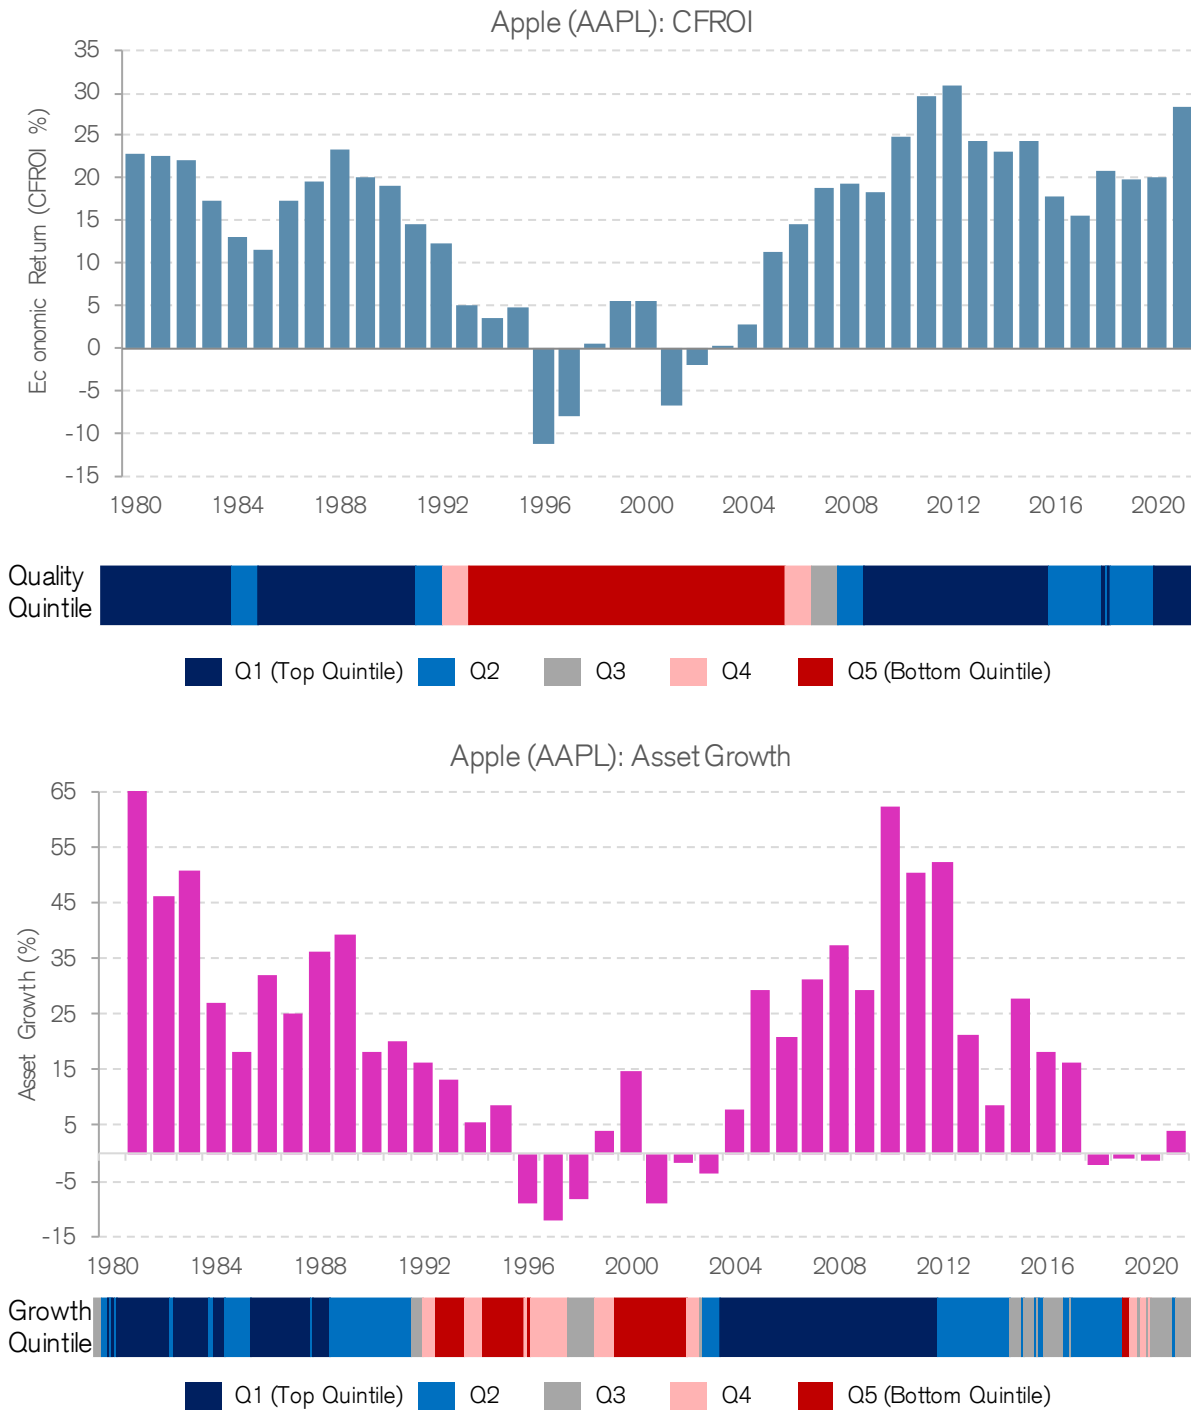 Apple (AAPL): CFROI
35
30
25
20
15
10
5
0
-5
-10
-15
Economic Return (CFROI %)
1980 1984 1988 1992 1996 2000 2004 2008 2012 2016 2020
Quality
Quintile
Q1 (Top Quintile) Q2 Q3 Q4 Q5 (Bottom Quintile)
Apple (AAPL): Asset Growth
65
55
45
35
25
15
5
-5
-15
Asset Growth (%)
1980 1984 1988 1992 1996 2000 2004 2008 2012 2016 2020
Growth
Quintile
Q1 (Top Quintile) Q2 Q3 Q4 Q5 (Bottom Quintile)